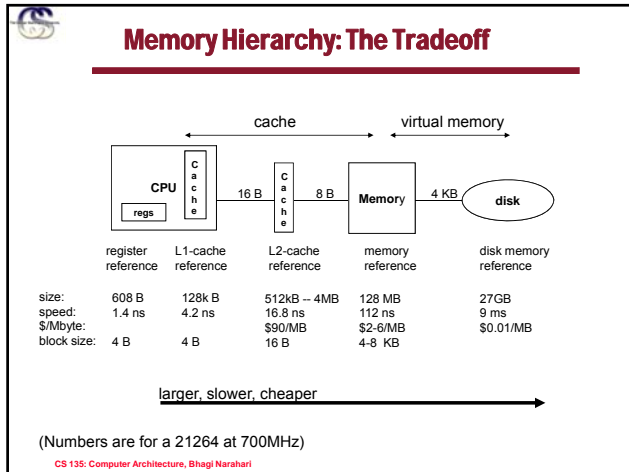 Memory Hierarchy: The Tradeoff
cache
virtual memory
CPU
regs
Cache
16 B
Cache
8 B
Memory
4 KB
disk
register reference
L1-cache reference
L2-cache reference
memory reference
disk memory reference
size: 608 B 128k B 512kB -- 4MB 128 MB 27GB
speed: 1.4 ns 4.2 ns 16.8 ns 112 ns 9 ms
$/Mbyte: $90/MB $2-6/MB $0.01/MB
block size: 4 B 4 B 16 B 4-8 KB
larger, slower, cheaper
(Numbers are for a 21264 at 700MHz)
CS 135: Computer Architecture, Bhagi Narahari